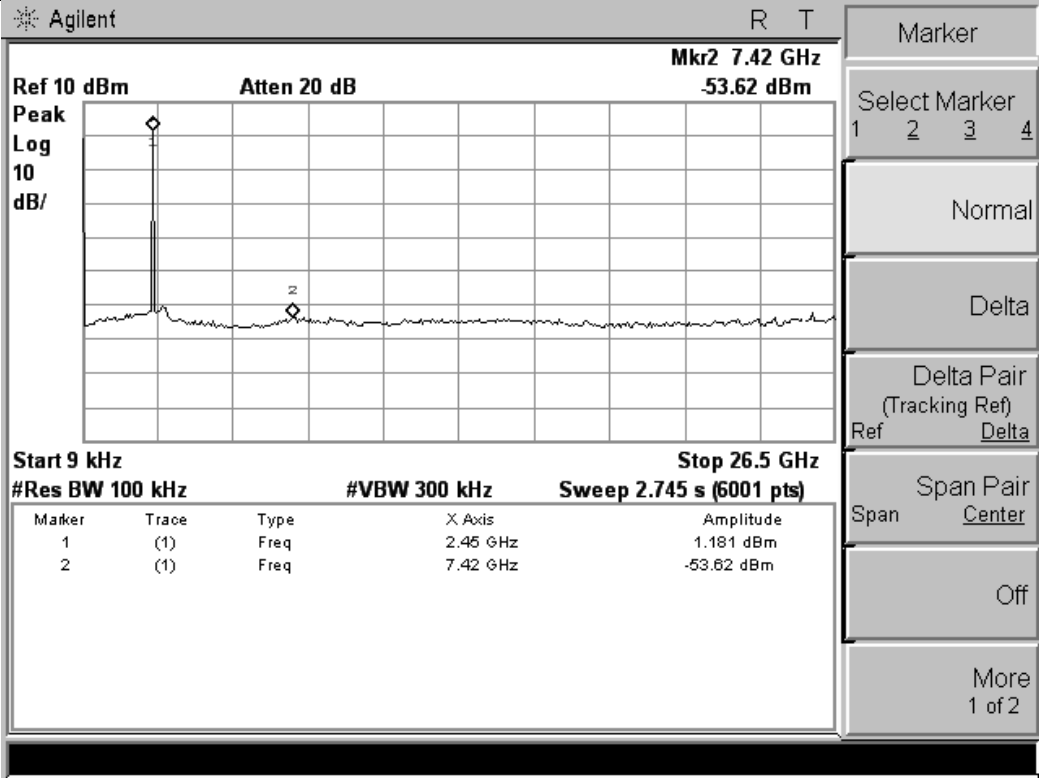 Agilent R T
Mkr2 7.42 GHz
Ref 10 dBm Atten 20 dB -53.62 dBm
Peak
Log
10
dB/
1
2
Start 9 kHz Stop 26.5 GHz
#Res BW 100 kHz #VBW 300 kHz Sweep 2.745 s (6001 pts)
Marker Trace Type X Axis Amplitude
1 (1) Freq 2.45 GHz 1.181 dBm
2 (1) Freq 7.42 GHz -53.62 dBm
Marker
Select Marker
1 2 3 4
Normal
Delta
Delta Pair
(Tracking Ref)
Ref Delta
Span Pair
Span Center
Off
More
1 of 2